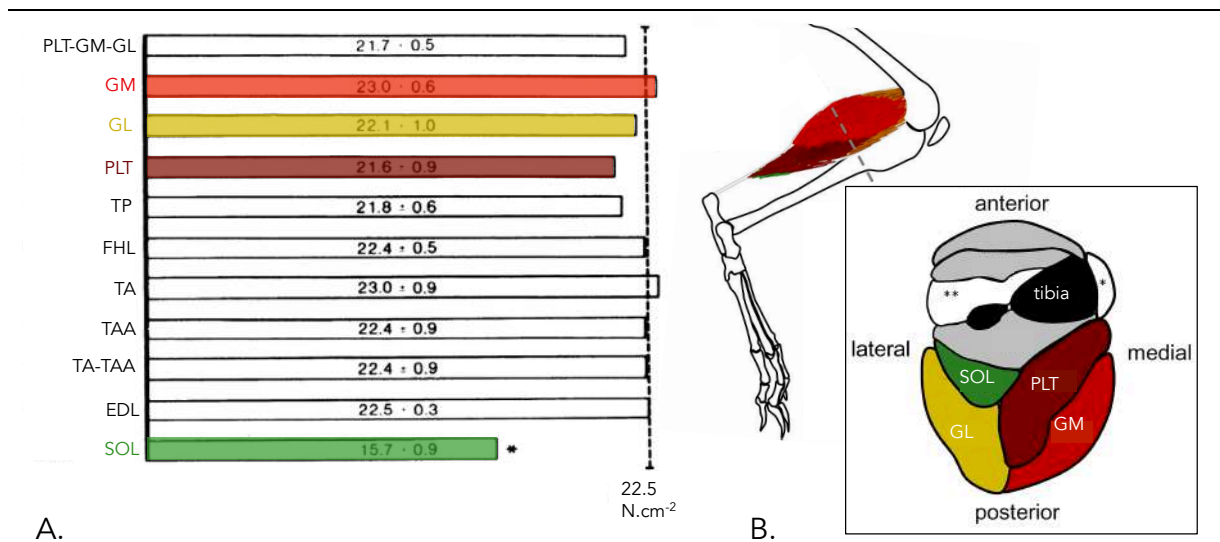 PLT-GM-GL 21.7 · 0.5
GM 23.0 · 0.6
GL 22.1 · 1.0
PLT 21.6 · 0.9
TP 21.8 ± 0.6
FHL 22.4 ± 0.5
TA 23.0 ± 0.9
TAA 22.4 ± 0.9
TA-TAA 22.4 ± 0.9
EDL 22.5 · 0.3
SOL 15.7 · 0.9 *
22.5
N.cm-2
A.
anterior
** tibia *
lateral medial
SOL PLT
GL GM
posterior
B.